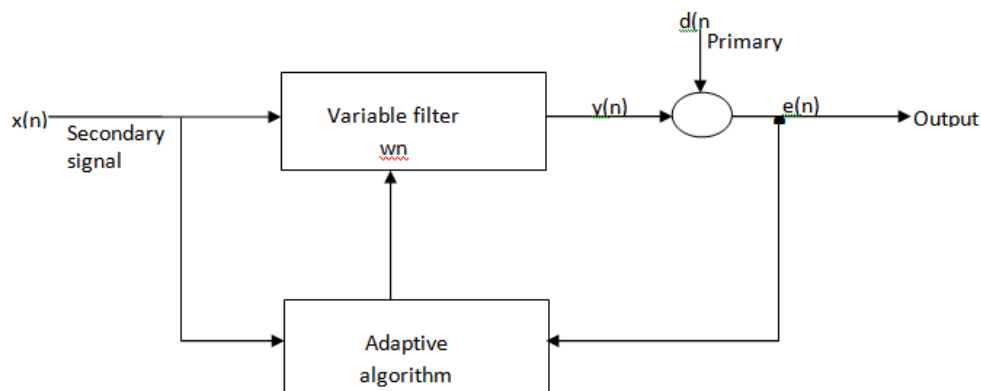 d(n
Primary
x(n)
Secondary
signal
Variable filter
wn
y(n)
e(n)
Output
Adaptive
algorithm